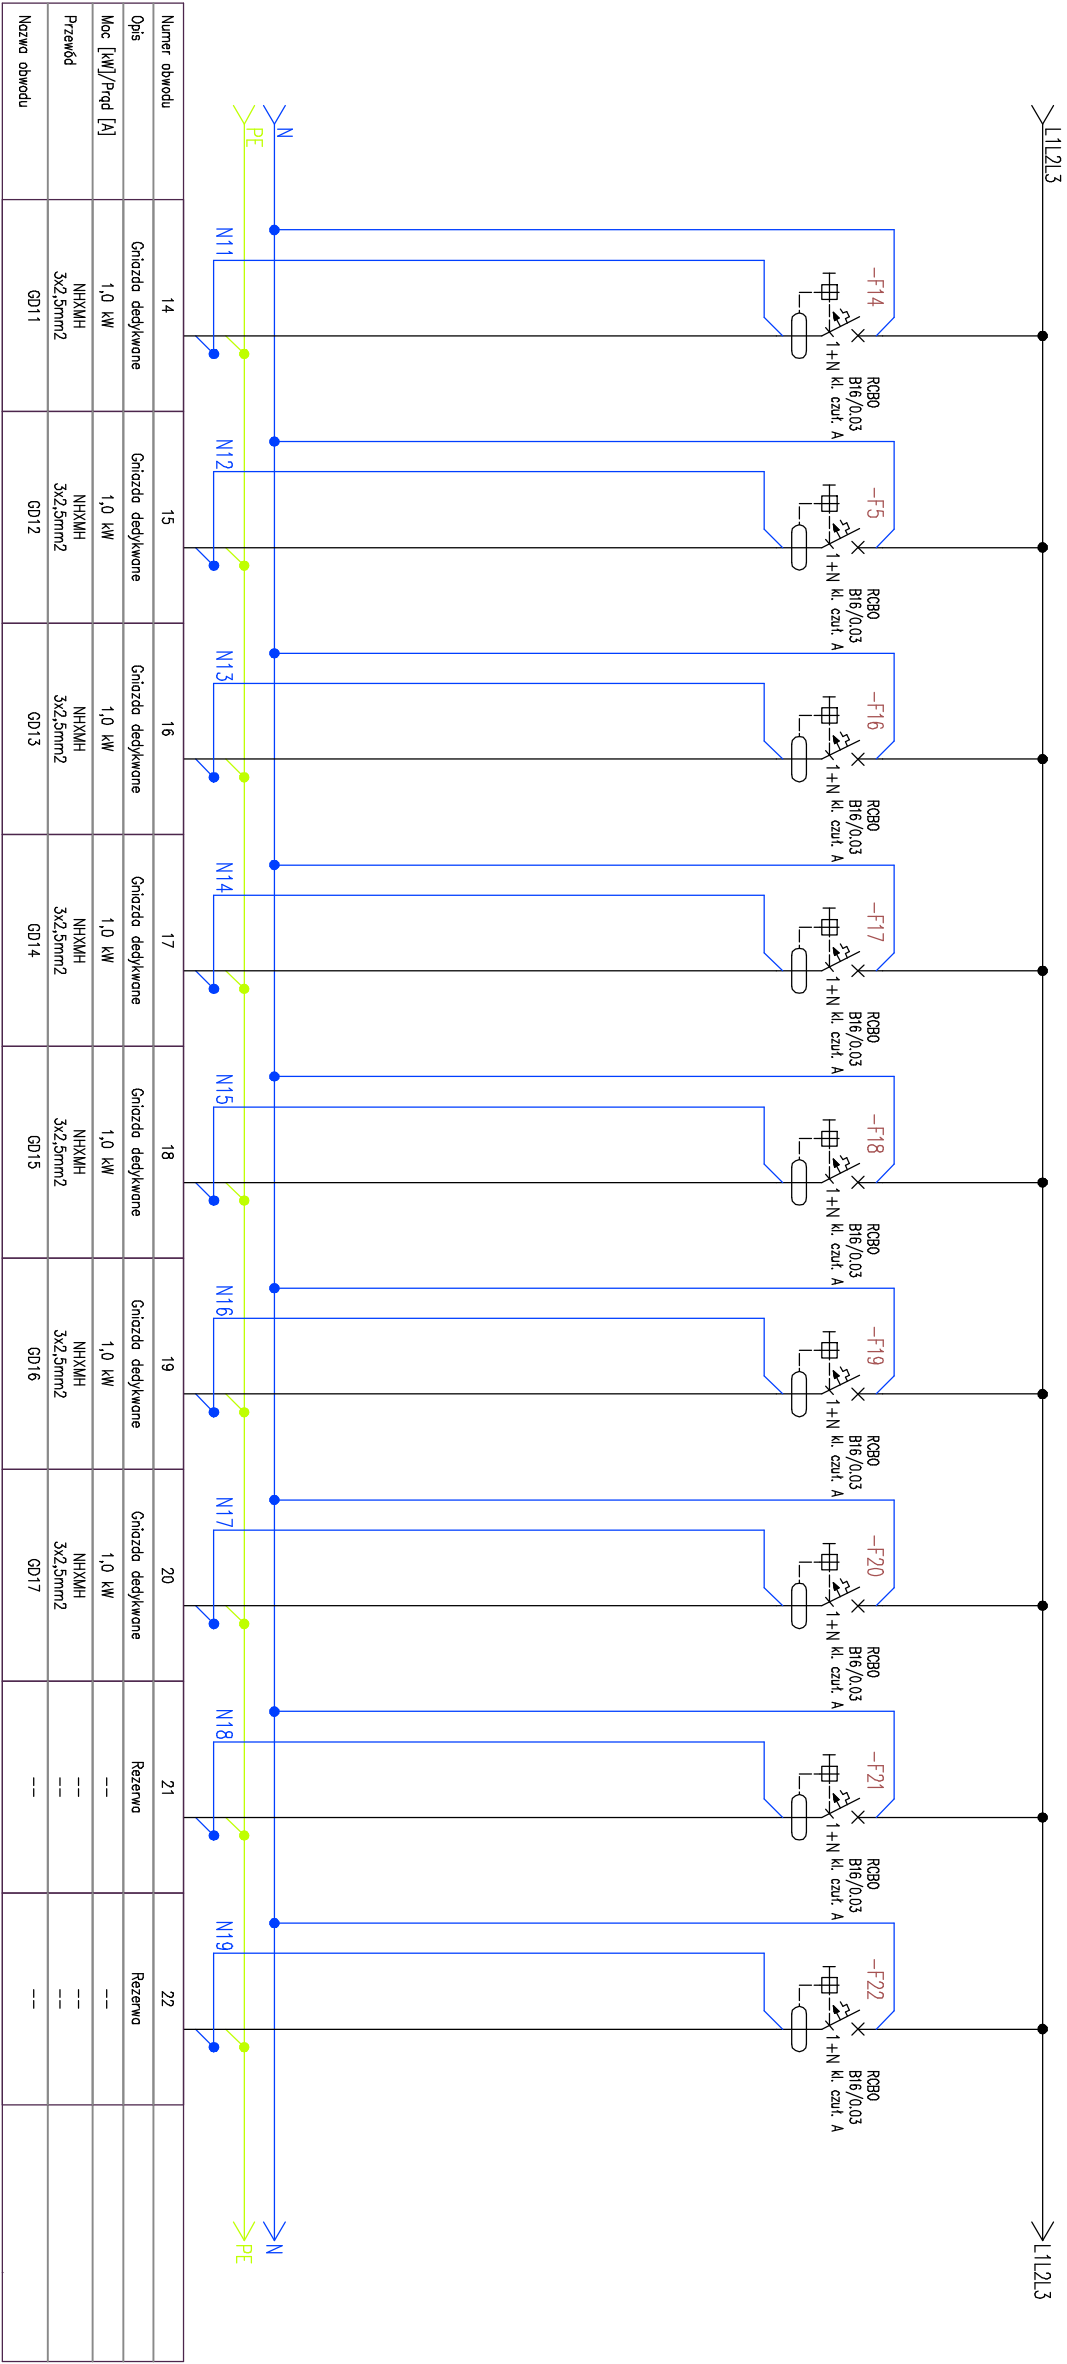 L1L2L3
L1L2L3
-F14
RCBO
B16/0.03
1+N kl. czuł. A
-F5
RCBO
B16/0.03
1+N kl. czuł. A
-F16
RCBO
B16/0.03
1+N kl. czuł. A
-F17
RCBO
B16/0.03
1+N kl. czuł. A
-F18
RCBO
B16/0.03
1+N kl. czuł. A
-F19
RCBO
B16/0.03
1+N kl. czuł. A
-F20
RCBO
B16/0.03
1+N kl. czuł. A
-F21
RCBO
B16/0.03
1+N kl. czuł. A
-F22
RCBO
B16/0.03
1+N kl. czuł. A
N
N
PE
PE
N11
N12
N13
N14
N15
N16
N17
N18
N19
Numer obwodu 14 15 16 17 18 19 20 21 22
Opis Gniazda dedykwane Gniazda dedykwane Gniazda dedykwane Gniazda dedykwane Gniazda dedykwane Gniazda dedykwane Gniazda dedykwane Rezerwa Rezerwa
Moc [kW]/Prąd [A] 1,0 kW 1,0 kW 1,0 kW 1,0 kW 1,0 kW 1,0 kW 1,0 kW -- --
Przewód NHXMH NHXMH NHXMH NHXMH NHXMH NHXMH NHXMH -- --
3x2,5mm2 3x2,5mm2 3x2,5mm2 3x2,5mm2 3x2,5mm2 3x2,5mm2 3x2,5mm2 -- --
Nazwa obwodu GD11 GD12 GD13 GD14 GD15 GD16 GD17 -- --